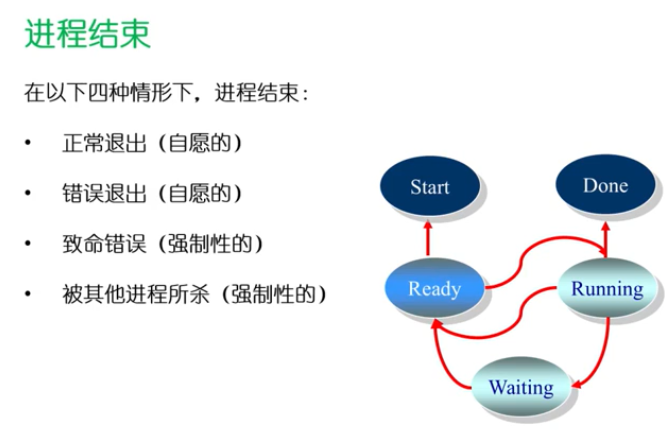 进程结束
在以下四种情形下，进程结束：
• 正常退出（自愿的）
• 错误退出（自愿的）
• 致命错误（强制性的）
• 被其他进程所杀（强制性的）
Start
Done
Ready
Running
Waiting